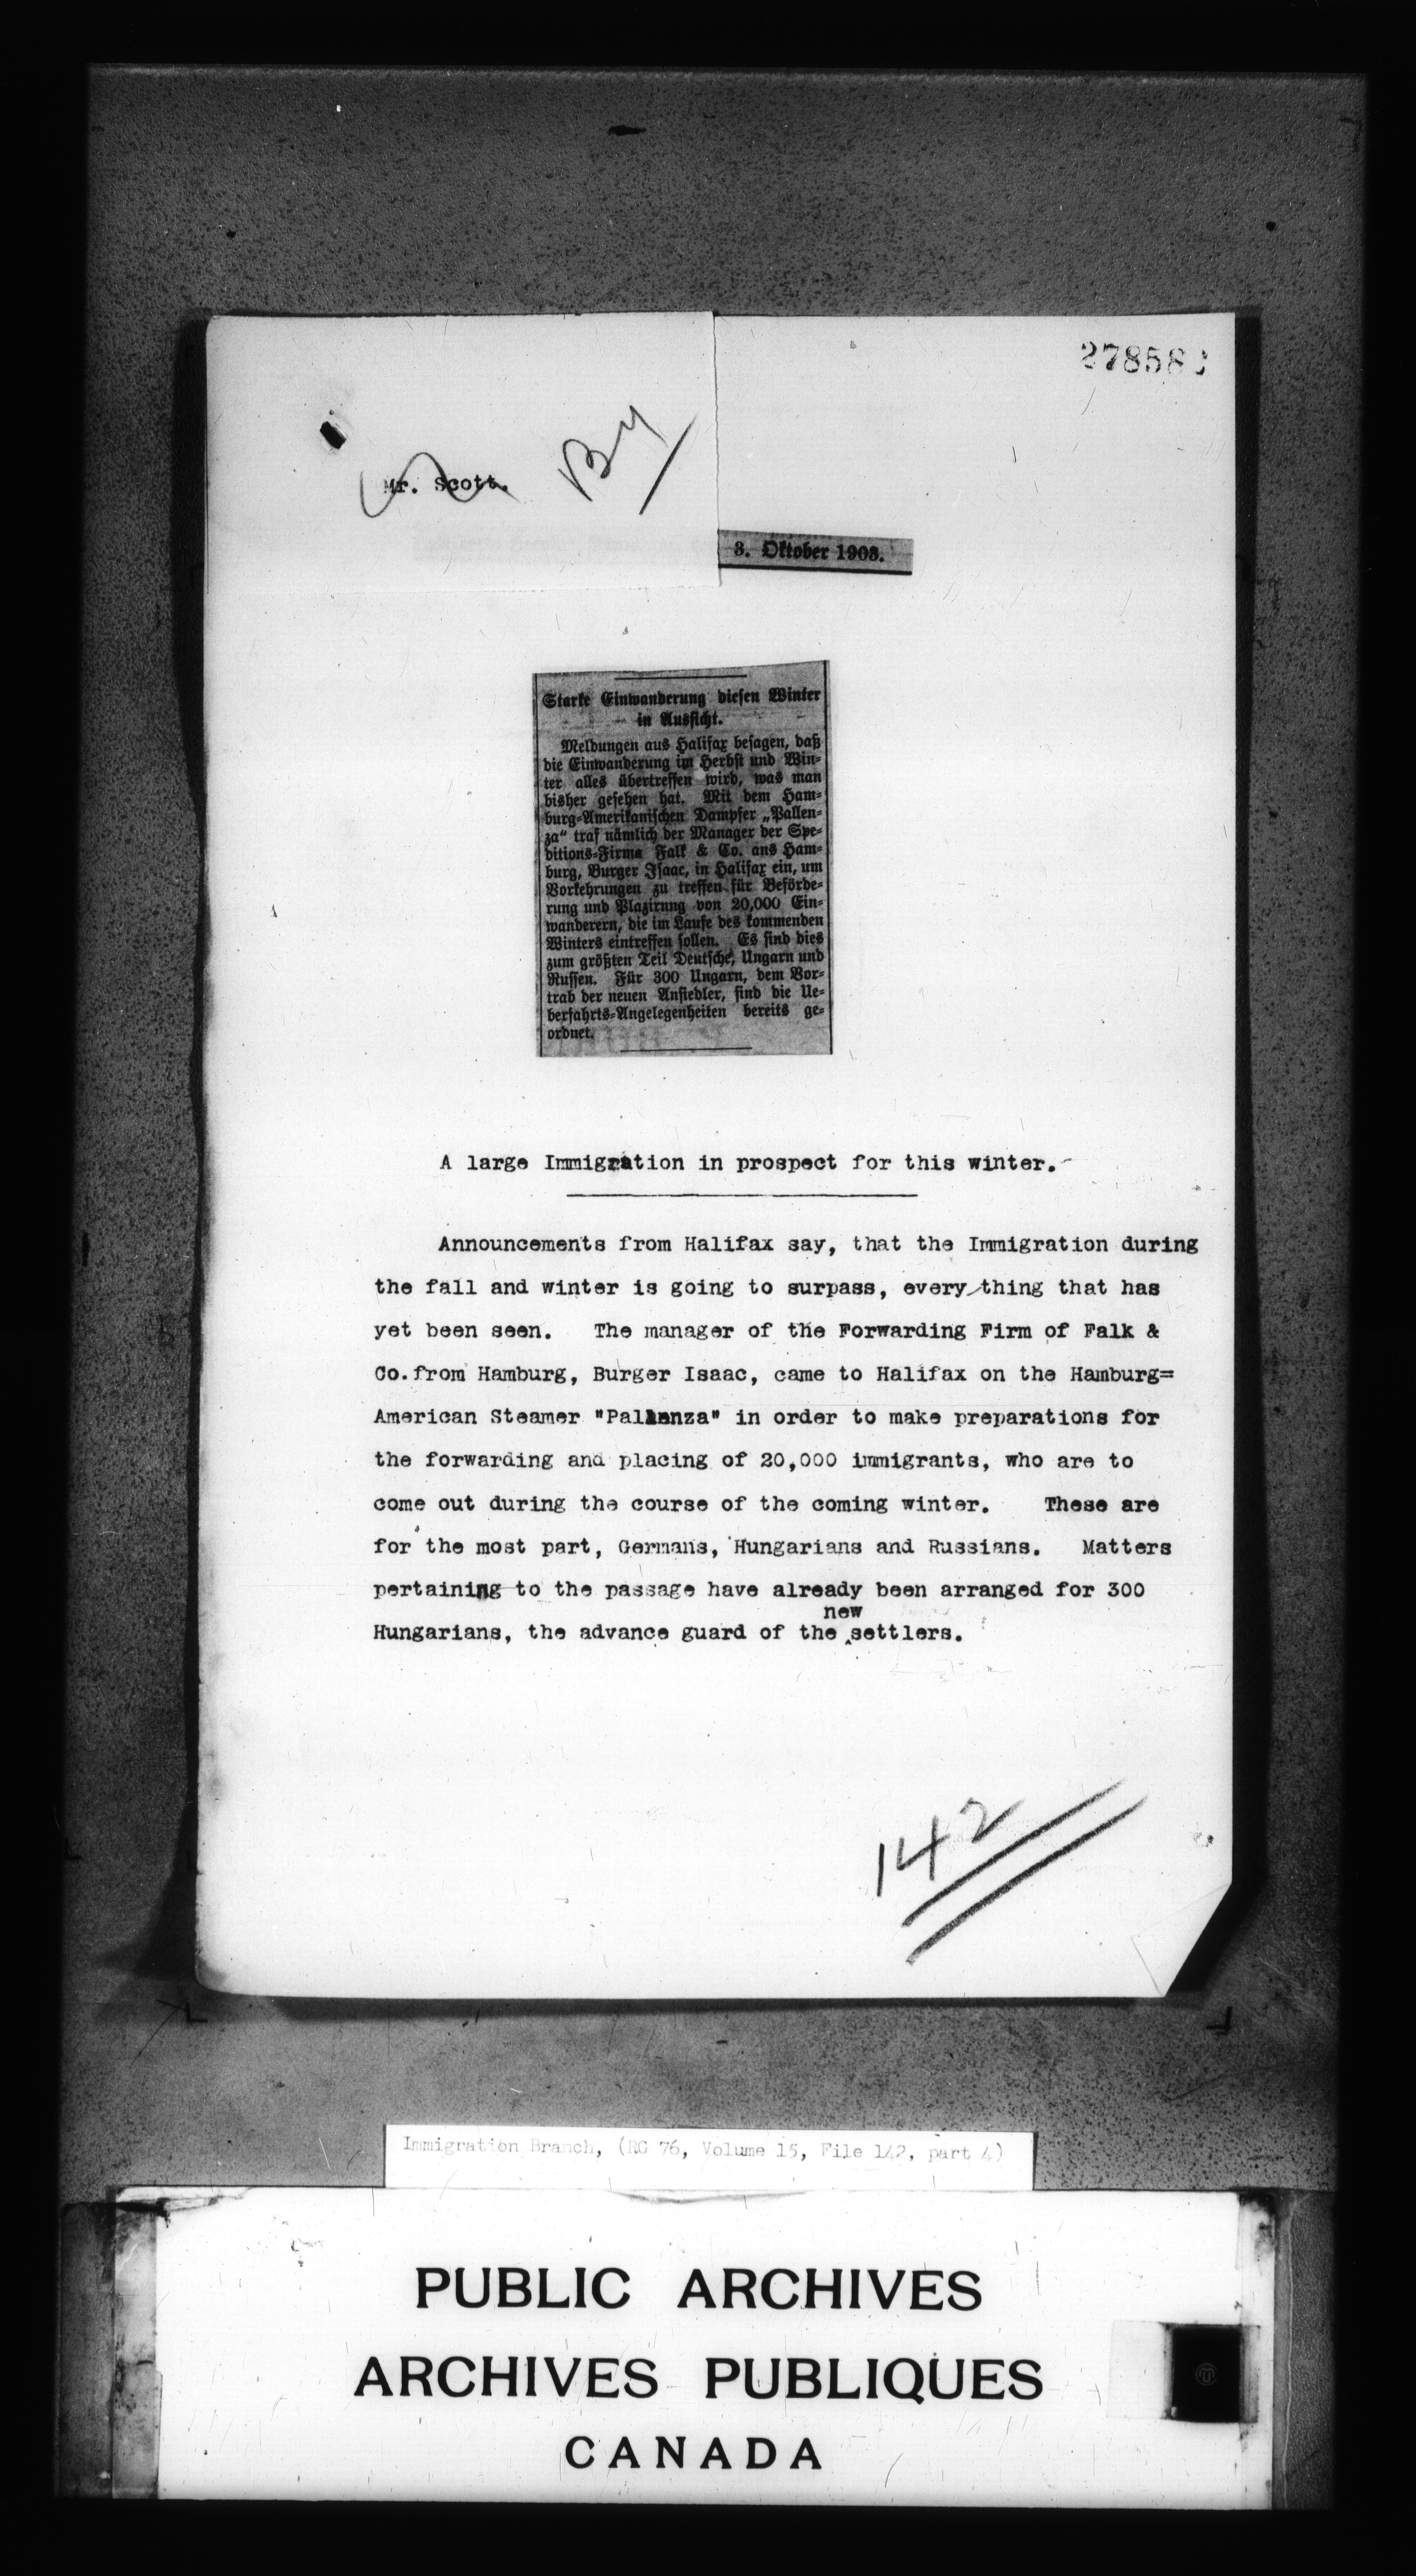 27858
By
Mr. Scott.
3. Oktober 1903.
Starke Einwanderung diesen Winter
in Aussicht.
Meldungen aus Halifax besagen, daß
die Einwanderung im Herbst und Win-
ter alles übertreffen wird, was man
bisher gesehen hat. Mit dem Ham-
burg-Amerikanischen Dampfer „Pallen-
za“ traf nämlich der Manager der Spe-
ditions-Firma Falk & Co. ans Ham-
burg, Burger Isaac, in Halifax ein, um
Vorkehrungen zu treffen für Beförde-
rung und Plazirung von 20,000 Ein-
wanderern, die im Laufe des kommenden
Winters eintreffen sollen. Es sind dies
zum größten Teil Deutsche, Ungarn und
Russen. Für 300 Ungarn, dem Vor-
trab der neuen Ansiedler, sind die Ue-
berfahrts-Angelegenheiten bereits ge-
ordnet.
A large Immigration in prospect for this winter.
Announcements from Halifax say, that the Immigration during
the fall and winter is going to surpass, everything that has
yet been seen. The manager of the Forwarding Firm of Falk &
Co. from Hamburg, Burger Isaac, came to Halifax on the Hamburg=
American Steamer "Pallanza" in order to make preparations for
the forwarding and placing of 20,000 immigrants, who are to
come out during the course of the coming winter. These are
for the most part, Germans, Hungarians and Russians. Matters
pertaining to the passage have already been arranged for 300
new
Hungarians, the advance guard of the settlers.
142
Immigration Branch, (RG 76, Volume 15, File 142, part 4)
PUBLIC ARCHIVES
ARCHIVES PUBLIQUES
CANADA